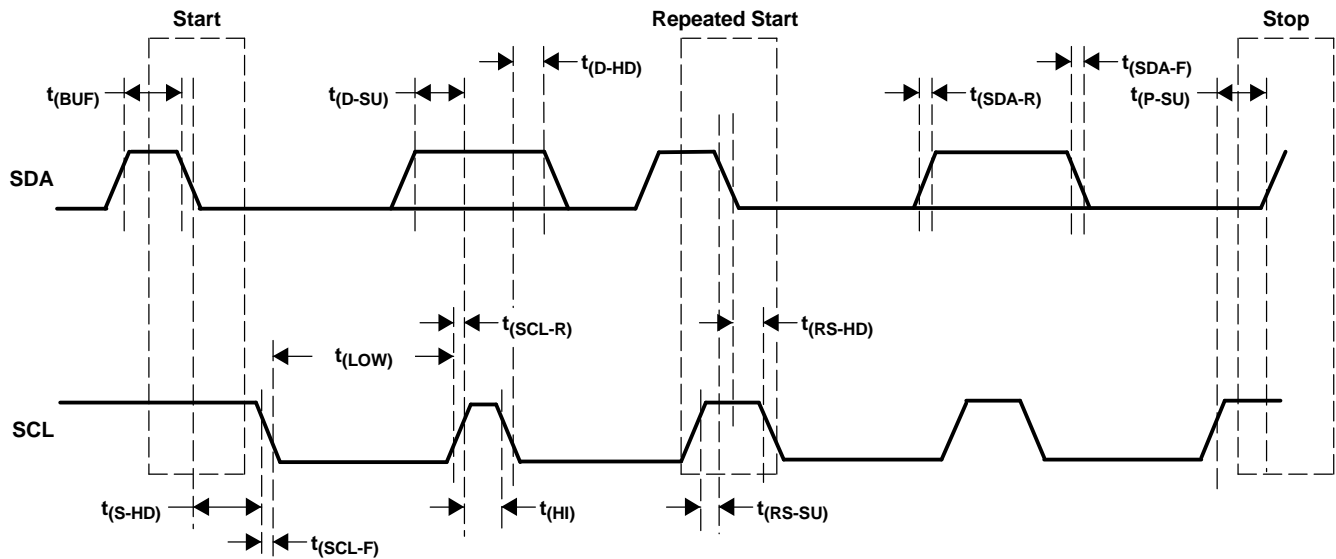 Start
Repeated Start
Stop
t(BUF)
t(D-SU)
t(D-HD)
t(SDA-R)
t(SDA-F)
t(P-SU)
SDA
t(SCL-R)
t(RS-HD)
t(LOW)
SCL
t(S-HD)
t(SCL-F)
t(HI)
t(RS-SU)